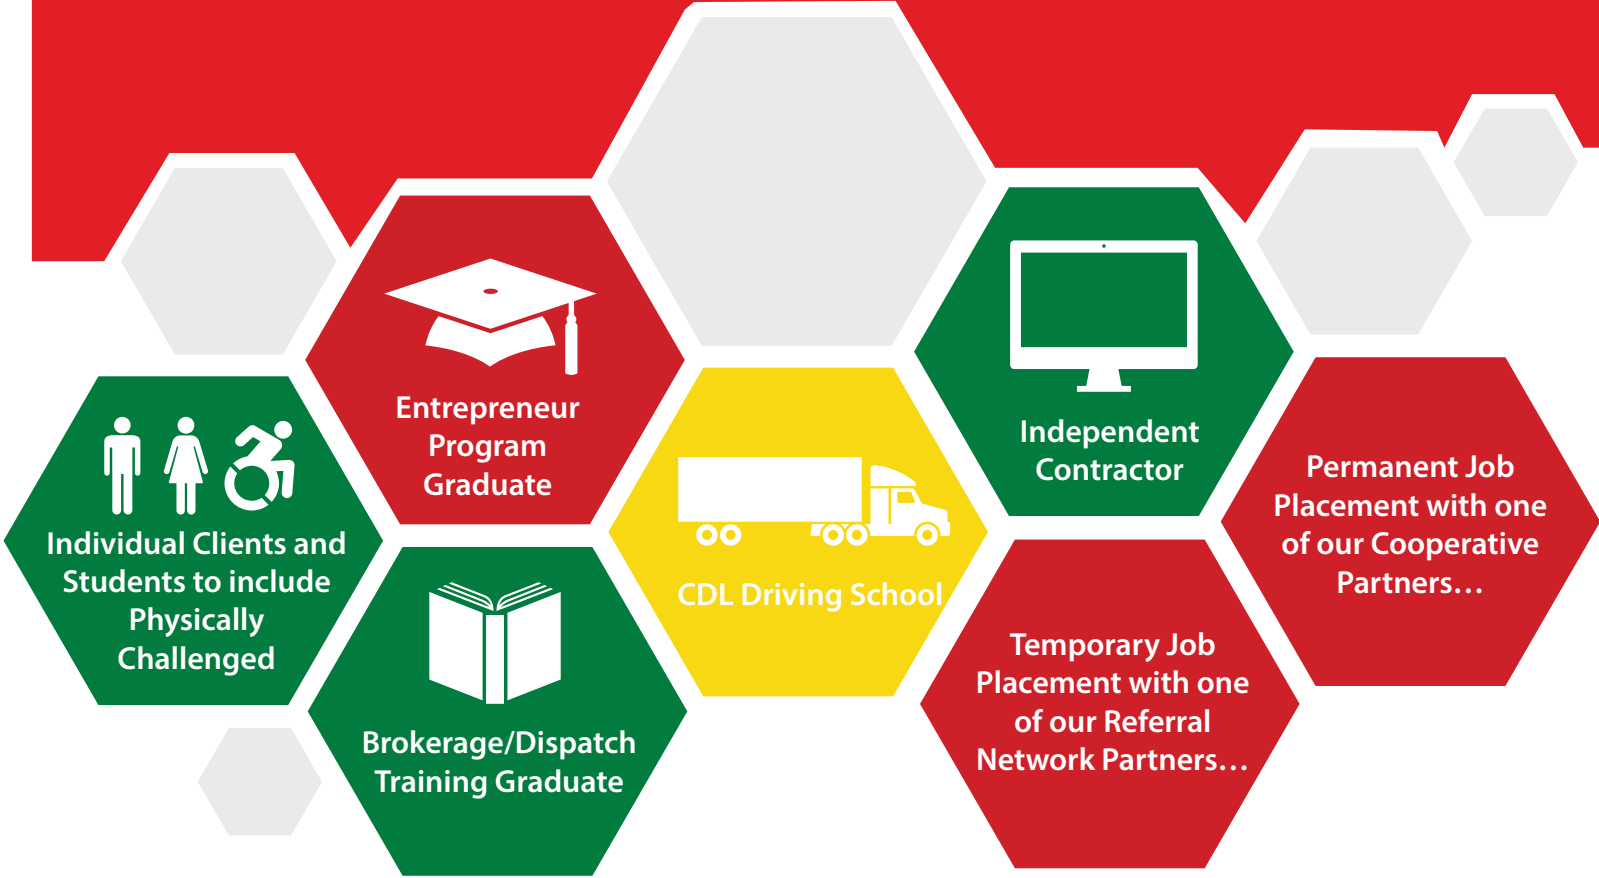 Individual Clients and
Students to include
Physically
Challenged
Entrepreneur
Program
Graduate
Brokerage/Dispatch
Training Graduate
CDL Driving School
Independent
Contractor
Temporary Job
Placement with one
of our Referral
Network Partners…
Permanent Job
Placement with one
of our Cooperative
Partners…